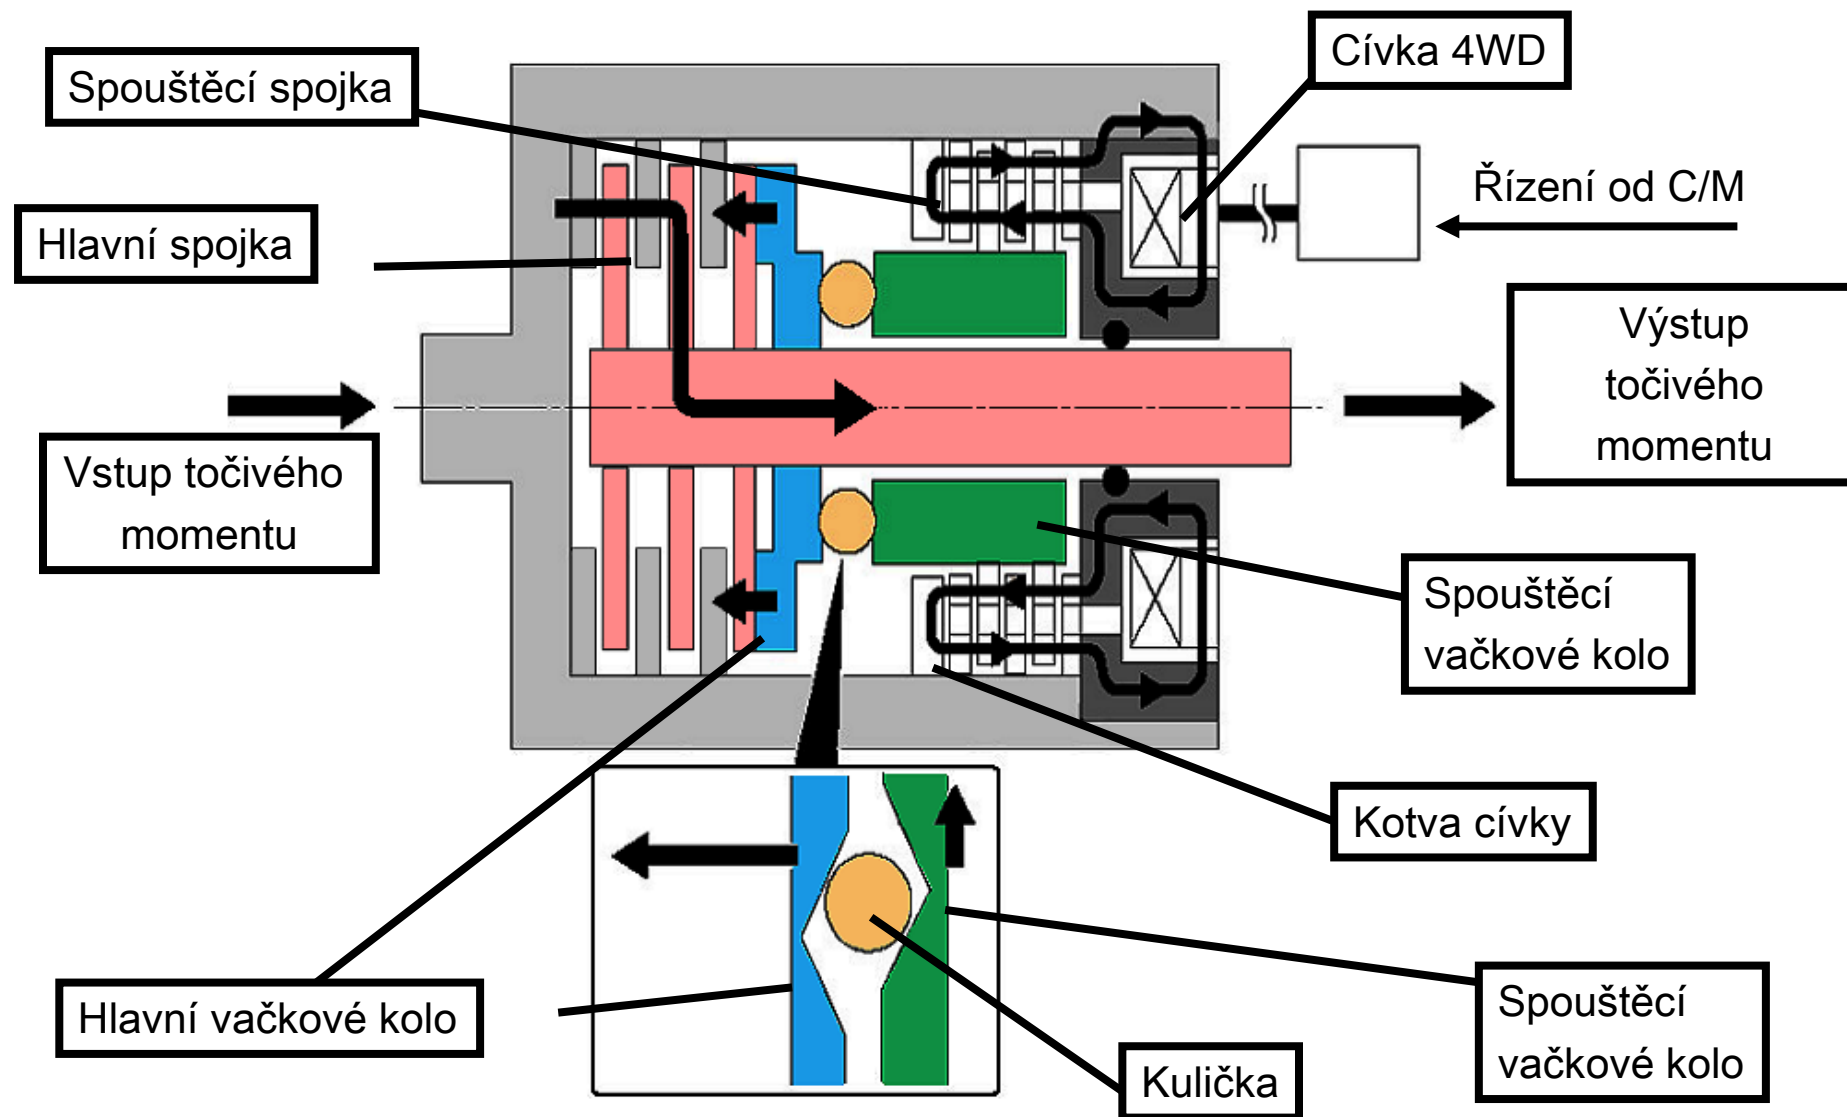 Cívka 4WD
Spouštěcí spojka
Řízení od C/M
Hlavní spojka
Výstup
točivého
momentu
Vstup točivého
momentu
Spouštěcí
vačkové kolo
Kotva cívky
Hlavní vačkové kolo
Spouštěcí
vačkové kolo
Kulička